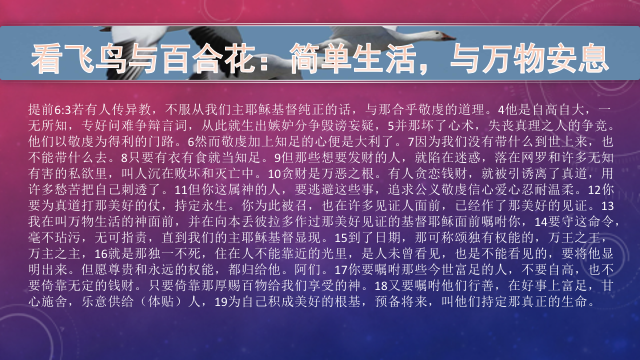 看飞鸟与百合花：简单生活，与万物安息
提前6:3若有人传异教，不服从我们主耶稣基督纯正的话，与那合乎敬虔的道理。4他是自高自大，一
无所知，专好问难争辩言词，从此就生出嫉妒分争毁谤妄疑，5并那坏了心术，失丧真理之人的争竞。
他们以敬虔为得利的门路。6然而敬虔加上知足的心便是大利了。7因为我们没有带什么到世上来，也
不能带什么去。8只要有衣有食就当知足。9但那些想要发财的人，就陷在迷惑，落在网罗和许多无知
有害的私欲里，叫人沉在败坏和灭亡中。10贪财是万恶之根。有人贪恋钱财，就被引诱离了真道，用
许多愁苦把自己刺透了。11但你这属神的人，要逃避这些事，追求公义敬虔信心爱心忍耐温柔。12你
要为真道打那美好的仗，持定永生。你为此被召，也在许多见证人面前，已经作了那美好的见证。13
我在叫万物生活的神面前，并在向本丢彼拉多作过那美好见证的基督耶稣面前嘱咐你，14要守这命令，
毫不玷污，无可指责，直到我们的主耶稣基督显现。15到了日期，那可称颂独有权能的，万王之王，
万主之主，16就是那独一不死，住在人不能靠近的光里，是人未曾看见，也是不能看见的，要将他显
明出来。但愿尊贵和永远的权能，都归给他。阿们。17你要嘱咐那些今世富足的人，不要自高，也不
要倚靠无定的钱财。只要倚靠那厚赐百物给我们享受的神。18又要嘱咐他们行善，在好事上富足，甘
心施舍，乐意供给（体贴）人，19为自己积成美好的根基，预备将来，叫他们持定那真正的生命。